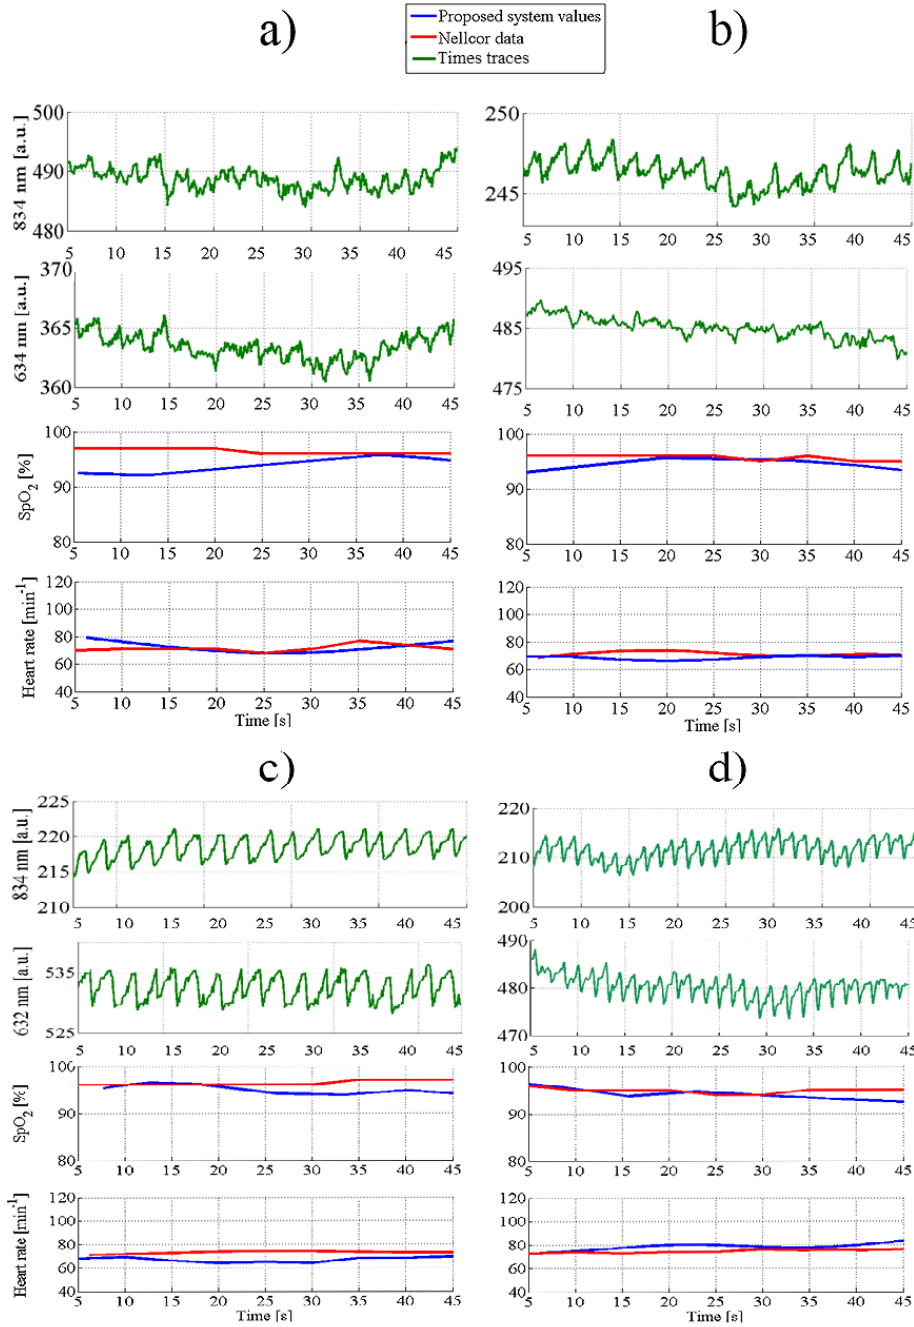 a)
b)
Proposed system values
Nellcor data
Times traces
834 nm [a.u.]
500
490
480
5 10 15 20 25 30 35 40 45
250
245
5 10 15 20 25 30 35 40 45
634 nm [a.u.]
370
365
360
5 10 15 20 25 30 35 40 45
495
485
475
5 10 15 20 25 30 35 40 45
SpO2 [%]
100
90
80
5 10 15 20 25 30 35 40 45
100
90
80
5 10 15 20 25 30 35 40 45
Heart rate [min-1]
120
100
80
60
40
5 10 15 20 25 30 35 40 45
Time [s]
120
100
80
60
40
5 10 15 20 25 30 35 40 45
Time [s]
c)
d)
834 nm [a.u.]
225
220
215
210
5 10 15 20 25 30 35 40 45
220
210
200
5 10 15 20 25 30 35 40 45
632 nm [a.u.]
535
525
5 10 15 20 25 30 35 40 45
490
480
470
5 10 15 20 25 30 35 40 45
SpO2 [%]
100
90
80
5 10 15 20 25 30 35 40 45
100
90
80
5 10 15 20 25 30 35 40 45
Heart rate [min-1]
120
100
80
60
40
5 10 15 20 25 30 35 40 45
Time [s]
120
100
80
60
40
5 10 15 20 25 30 35 40 45
Time [s]